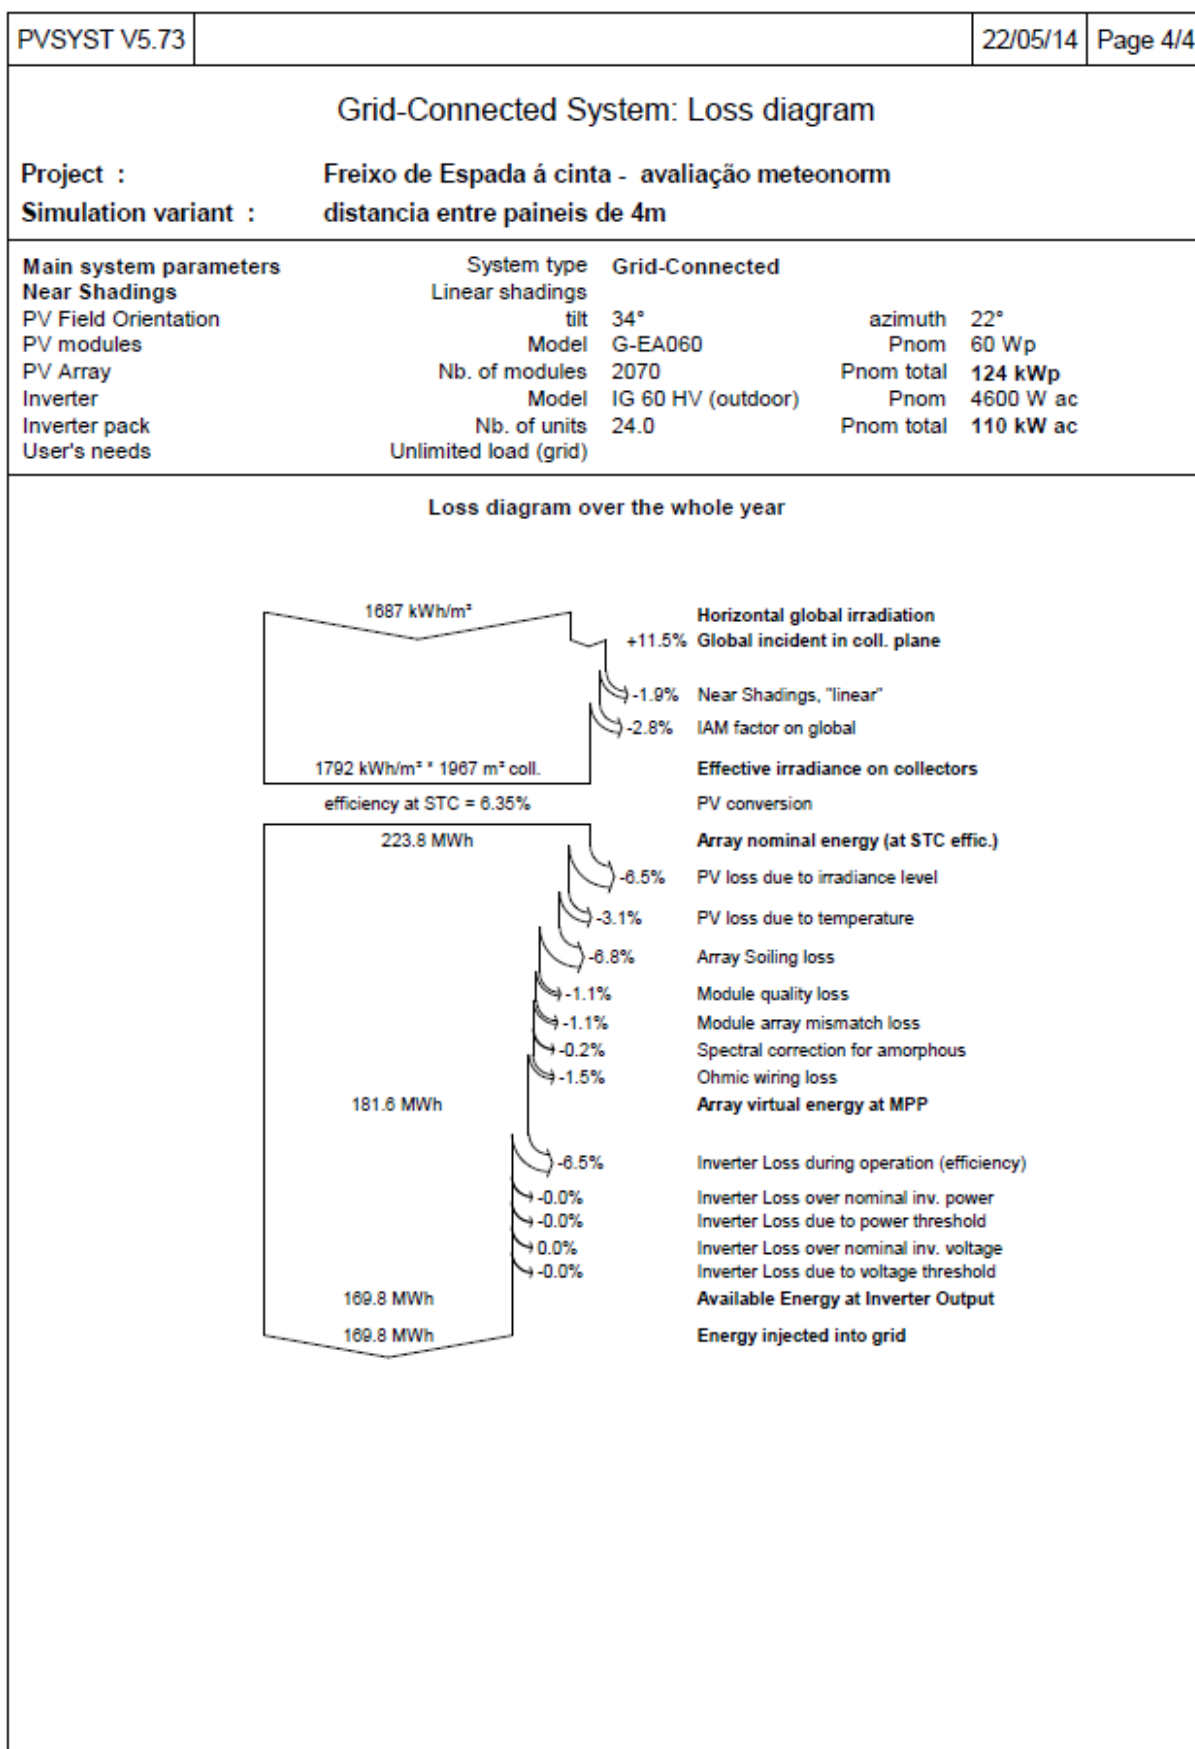 PVSYST V5.73 22/05/14 Page 4/4
Grid-Connected System: Loss diagram
Project : Freixo de Espada á cinta - avaliação meteonorm
Simulation variant : distancia entre paineis de 4m
Main system parameters System type Grid-Connected
Near Shadings Linear shadings
PV Field Orientation tilt 34° azimuth 22°
PV modules Model G-EA060 Pnom 60 Wp
PV Array Nb. of modules 2070 Pnom total 124 kWp
Inverter Model IG 60 HV (outdoor) Pnom 4600 W ac
Inverter pack Nb. of units 24.0 Pnom total 110 kW ac
User's needs Unlimited load (grid)
Loss diagram over the whole year
1687 kWh/m² Horizontal global irradiation
+11.5% Global incident in coll. plane
-1.9% Near Shadings, "linear"
-2.8% IAM factor on global
1792 kWh/m² * 1967 m² coll. Effective irradiance on collectors
efficiency at STC = 6.35% PV conversion
223.8 MWh Array nominal energy (at STC effic.)
-6.5% PV loss due to irradiance level
-3.1% PV loss due to temperature
-6.8% Array Soiling loss
-1.1% Module quality loss
-1.1% Module array mismatch loss
-0.2% Spectral correction for amorphous
-1.5% Ohmic wiring loss
181.6 MWh Array virtual energy at MPP
-6.5% Inverter Loss during operation (efficiency)
-0.0% Inverter Loss over nominal inv. power
-0.0% Inverter Loss due to power threshold
0.0% Inverter Loss over nominal inv. voltage
-0.0% Inverter Loss due to voltage threshold
169.8 MWh Available Energy at Inverter Output
169.8 MWh Energy injected into grid